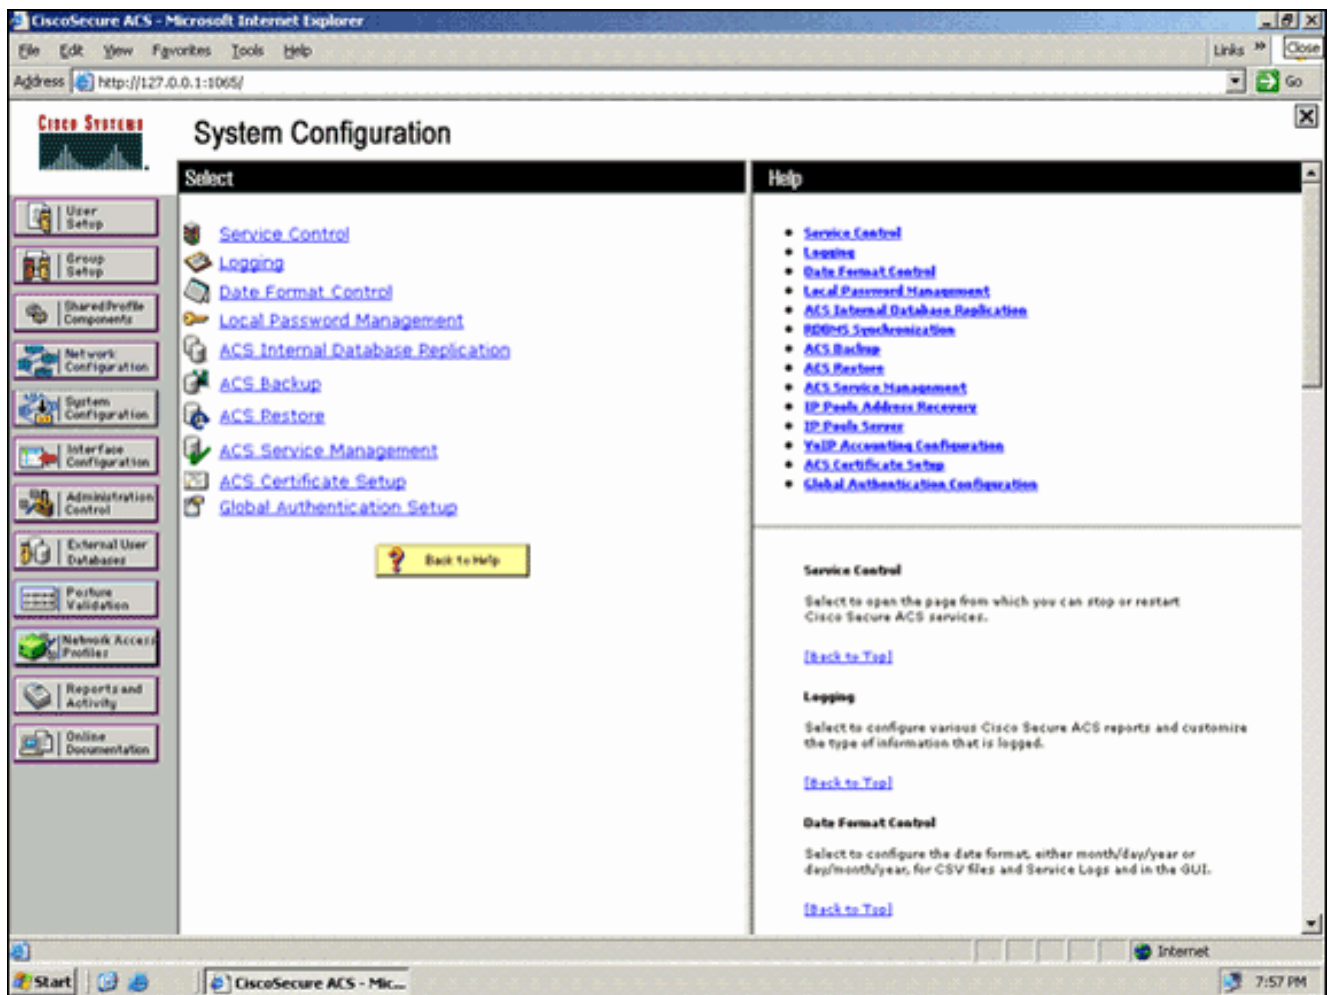 CiscoSecure ACS - Microsoft Internet Explorer
File Edit View Favorites Tools Help
Links »
Close
Address http://127.0.0.1:1065/
Go
CISCO SYSTEMS
System Configuration
Select
Help
User
Setup
Group
Setup
Shared Profile
Components
Network
Configuration
System
Configuration
Interface
Configuration
Administration
Control
External User
Databases
Posture
Validation
Network Access
Profiles
Reports and
Activity
Online
Documentation
Service Control
Logging
Date Format Control
Local Password Management
ACS Internal Database Replication
ACS Backup
ACS Restore
ACS Service Management
ACS Certificate Setup
Global Authentication Setup
Back to Help
Service Control
Logging
Date Format Control
Local Password Management
ACS Internal Database Replication
RDBMS Synchronization
ACS Backup
ACS Restore
ACS Service Management
IP Pools Address Recovery
IP Pools Server
VoIP Accounting Configuration
ACS Certificate Setup
Global Authentication Configuration
Service Control
Select to open the page from which you can stop or restart
Cisco Secure ACS services.
[Back to Top]
Logging
Select to configure various Cisco Secure ACS reports and customize
the type of information that is logged.
[Back to Top]
Date Format Control
Select to configure the date format, either month/day/year or
day/month/year, for CSV files and Service Logs and in the GUI.
[Back to Top]
Internet
Start
CiscoSecure ACS - Mic...
7:57 PM